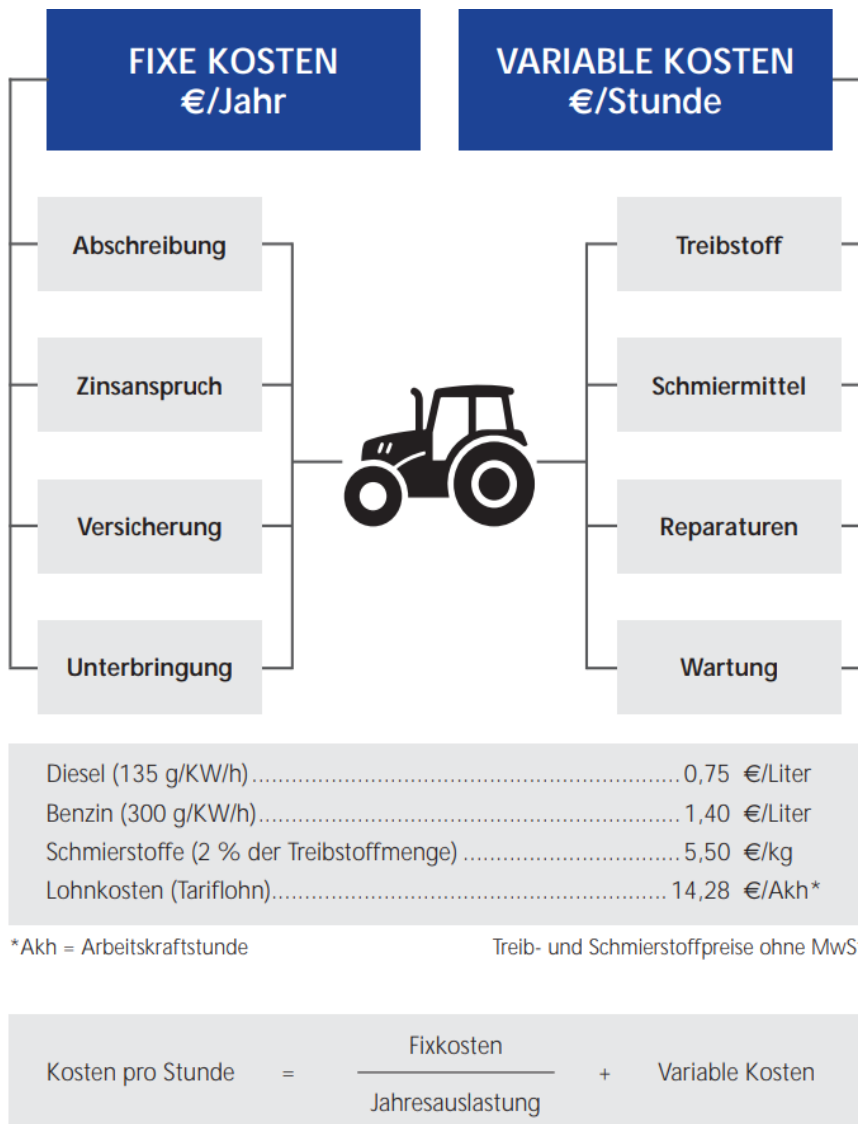 FIXE KOSTEN
€/Jahr
VARIABLE KOSTEN
€/Stunde
Abschreibung
Zinsanspruch
Versicherung
Unterbringung
Treibstoff
Schmiermittel
Reparaturen
Wartung
Diesel (135 g/KW/h) ................................................................ 0,75 €/Liter
Benzin (300 g/KW/h) ............................................................... 1,40 €/Liter
Schmierstoffe (2 % der Treibstoffmenge) ................................. 5,50 €/kg
Lohnkosten (Tariflohn) ............................................................ 14,28 €/Akh*
*Akh = Arbeitskraftstunde
Treib- und Schmierstoffpreise ohne MwS
Kosten pro Stunde = Fixkosten / Jahresauslastung + Variable Kosten